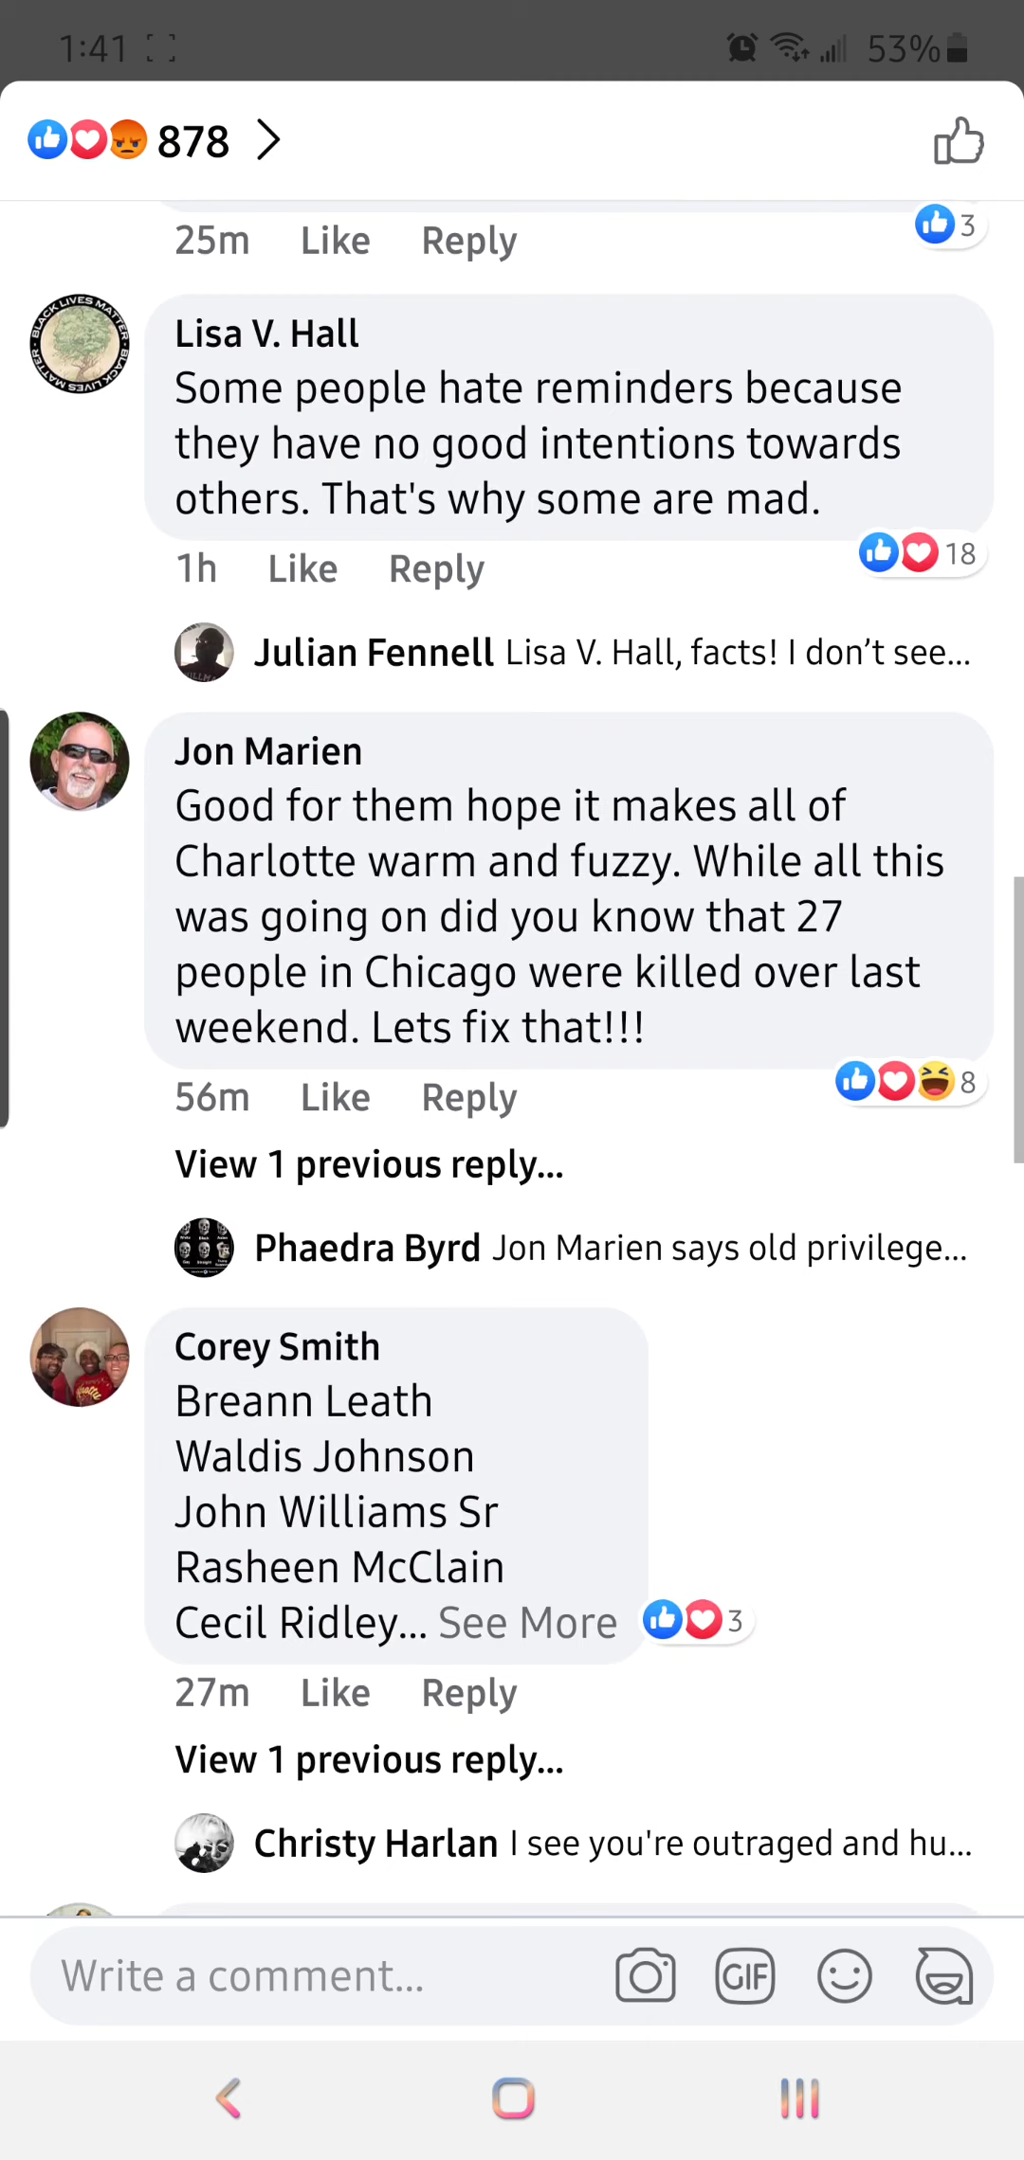 1:41 53%
878
25m Like Reply 3
BLACK LIVES MATTER · BLACK LIVES MATTER ·
Lisa V. Hall
Some people hate reminders because
they have no good intentions towards
others. That's why some are mad.
1h Like Reply 18
Julian Fennell Lisa V. Hall, facts! I don’t see...
Jon Marien
Good for them hope it makes all of
Charlotte warm and fuzzy. While all this
was going on did you know that 27
people in Chicago were killed over last
weekend. Lets fix that!!!
56m Like Reply 8
View 1 previous reply...
Phaedra Byrd Jon Marien says old privilege...
Corey Smith
Breann Leath
Waldis Johnson
John Williams Sr
Rasheen McClain
Cecil Ridley... See More 3
27m Like Reply
View 1 previous reply...
Christy Harlan I see you're outraged and hu...
Write a comment... GIF